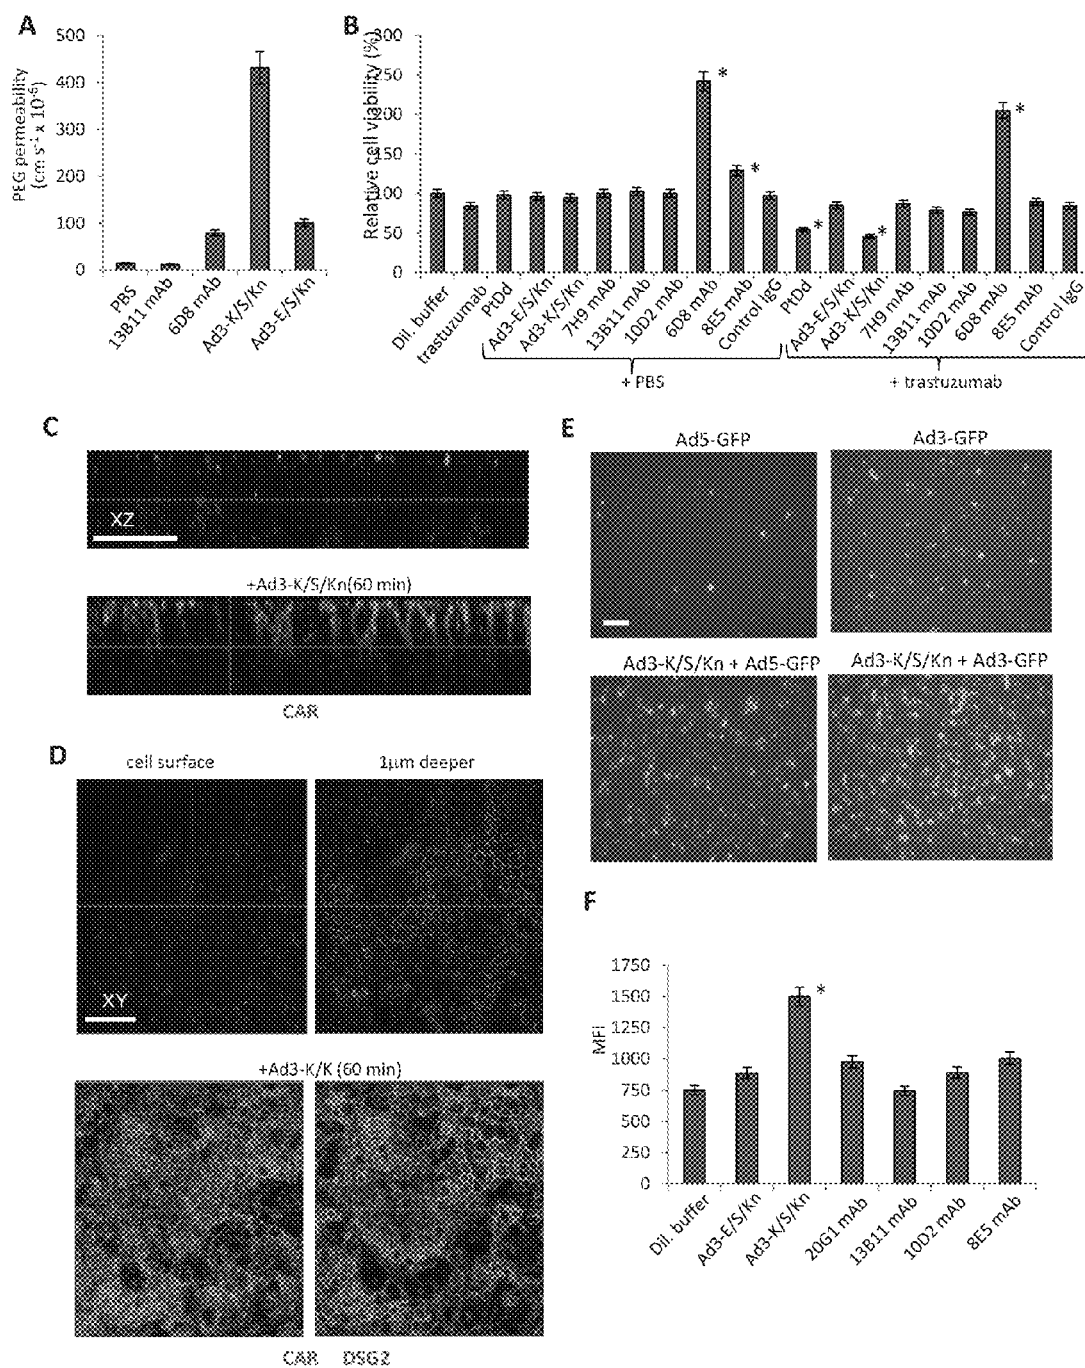 A
PEG permeability
(cm s⁻¹ x 10⁻⁶)
500
400
300
200
100
0
PBS
13B11 mAb
6D8 mAb
Ad3-K/S/Kn
Ad3-E/S/Kn
B
Relative cell viability (%)
300
250
200
150
100
50
0
*
*
*
*
*
Dil. buffer
trastuzumab
PtDd
Ad3-E/S/Kn
Ad3-K/S/Kn
7H9 mAb
13B11 mAb
10D2 mAb
6D8 mAb
8E5 mAb
Control IgG
PtDd
Ad3-E/S/Kn
Ad3-K/S/Kn
7H9 mAb
13B11 mAb
10D2 mAb
6D8 mAb
8E5 mAb
Control IgG
+ PBS
+ trastuzumab
C
XZ
+Ad3-K/S/Kn(60 min)
CAR
D
cell surface
1μm deeper
XY
+Ad3-K/K (60 min)
CAR DSG2
E
Ad5-GFP
Ad3-GFP
Ad3-K/S/Kn + Ad5-GFP
Ad3-K/S/Kn + Ad3-GFP
F
MFI
1750
1500
1250
1000
750
500
250
0
*
Dil. buffer
Ad3-E/S/Kn
Ad3-K/S/Kn
20G1 mAb
13B11 mAb
10D2 mAb
8E5 mAb